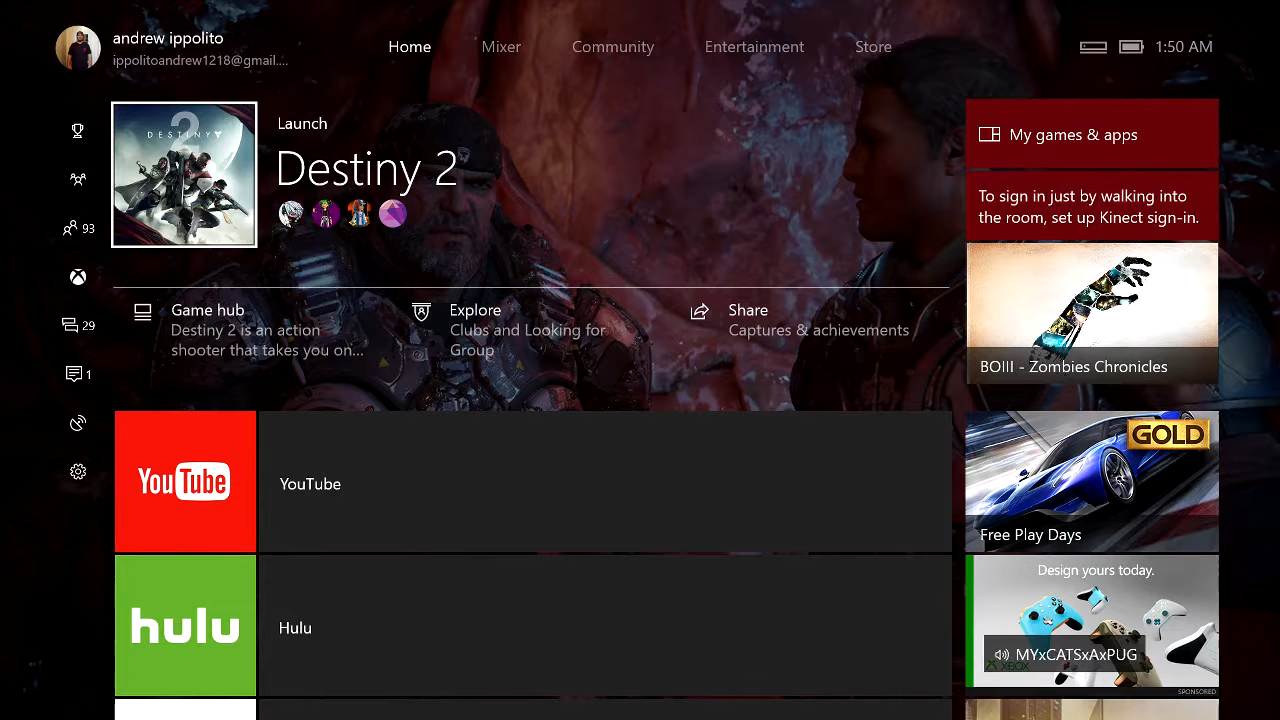 andrew ippolito
ippolitoandrew1218@gmail....
Home
Mixer
Community
Entertainment
Store
1:50 AM
2
DESTINY
Launch
Destiny 2
93
29
1
Game hub
Destiny 2 is an action
shooter that takes you on...
Explore
Clubs and Looking for
Group
Share
Captures & achievements
My games & apps
To sign in just by walking into
the room, set up Kinect sign-in.
BOIII - Zombies Chronicles
GOLD
Free Play Days
YouTube
YouTube
hulu
Hulu
Design yours today.
MYxCATSxAxPUG
XBOX
SPONSORED